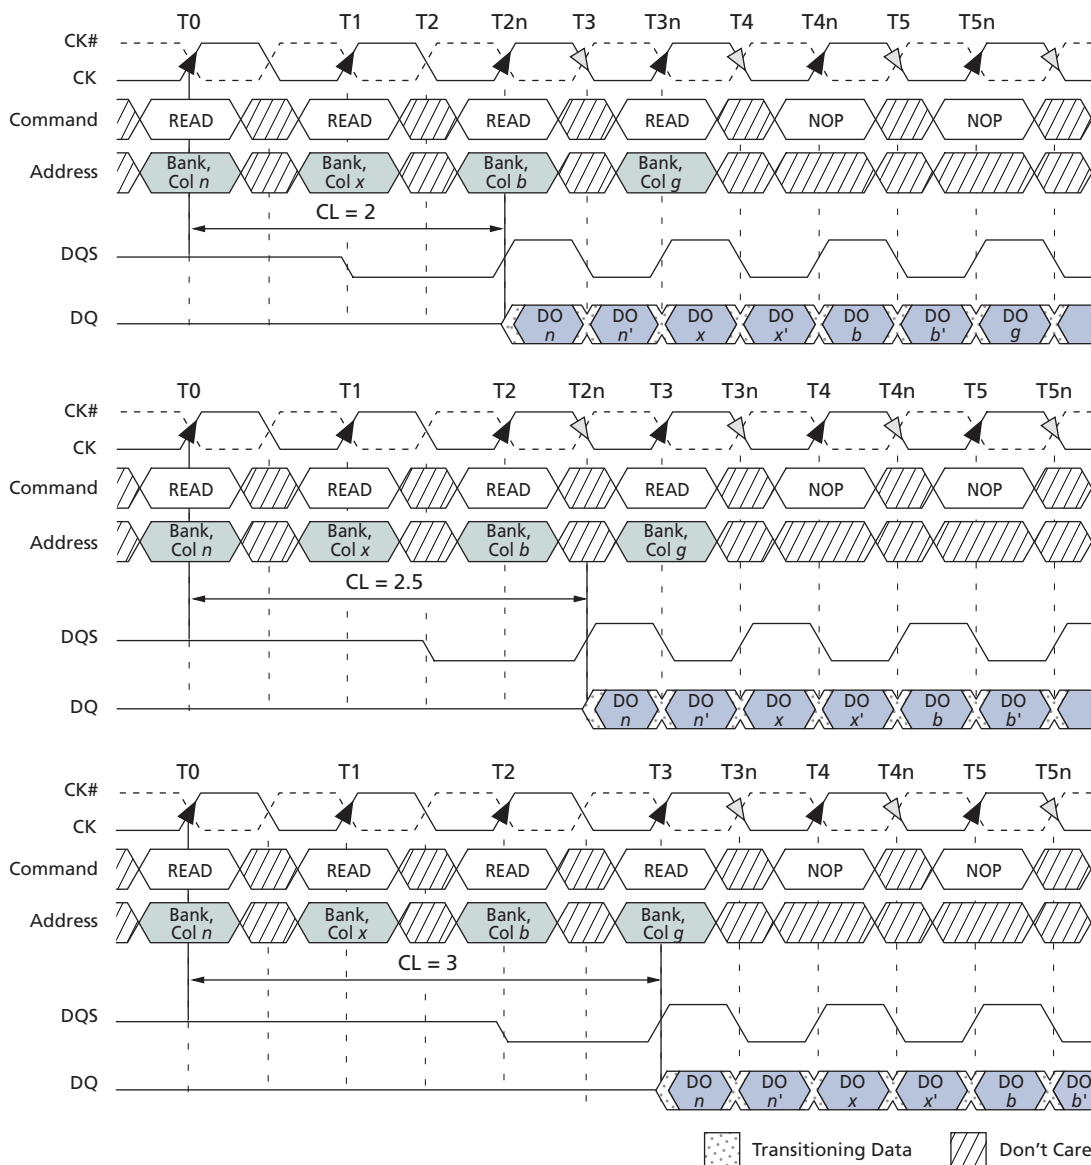 T0 T1 T2 T2n T3 T3n T4 T4n T5 T5n
CK#
CK
Command READ READ READ READ NOP NOP
Address Bank, Col n Bank, Col x Bank, Col b Bank, Col g
CL = 2
DQS
DQ DO n DO n' DO x DO x' DO b DO b' DO g
T0 T1 T2 T2n T3 T3n T4 T4n T5 T5n
CK#
CK
Command READ READ READ READ NOP NOP
Address Bank, Col n Bank, Col x Bank, Col b Bank, Col g
CL = 2.5
DQS
DQ DO n DO n' DO x DO x' DO b DO b'
T0 T1 T2 T3 T3n T4 T4n T5 T5n
CK#
CK
Command READ READ READ READ NOP NOP
Address Bank, Col n Bank, Col x Bank, Col b Bank, Col g
CL = 3
DQS
DQ DO n DO n' DO x DO x' DO b DO b'
Transitioning Data Don't Care